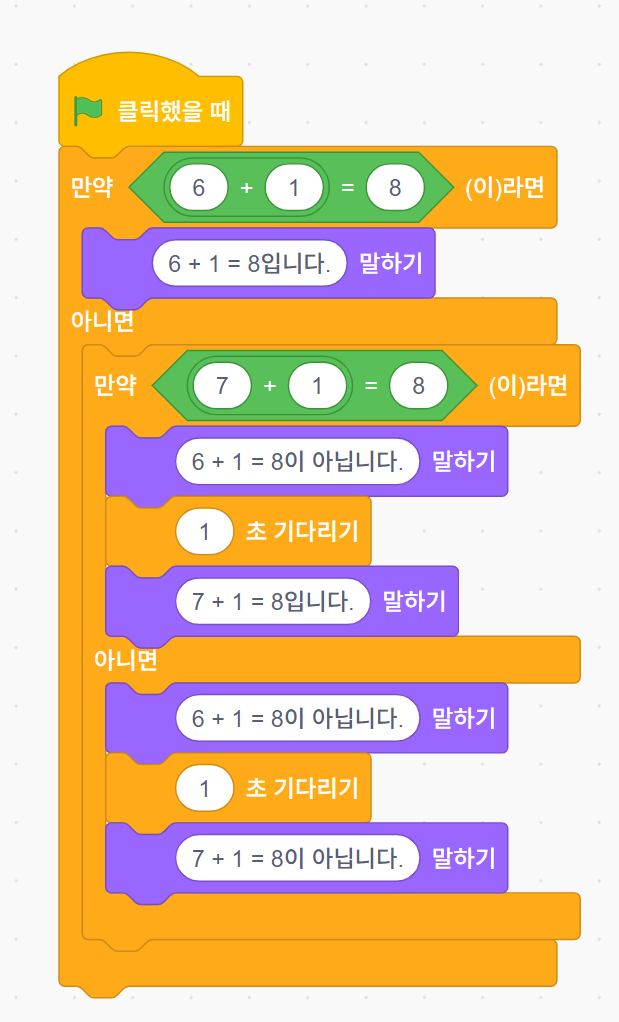 클릭했을 때
만약 6 + 1 = 8 (이)라면
6 + 1 = 8입니다. 말하기
아니면
만약 7 + 1 = 8 (이)라면
6 + 1 = 8이 아닙니다. 말하기
1 초 기다리기
7 + 1 = 8입니다. 말하기
아니면
6 + 1 = 8이 아닙니다. 말하기
1 초 기다리기
7 + 1 = 8이 아닙니다. 말하기